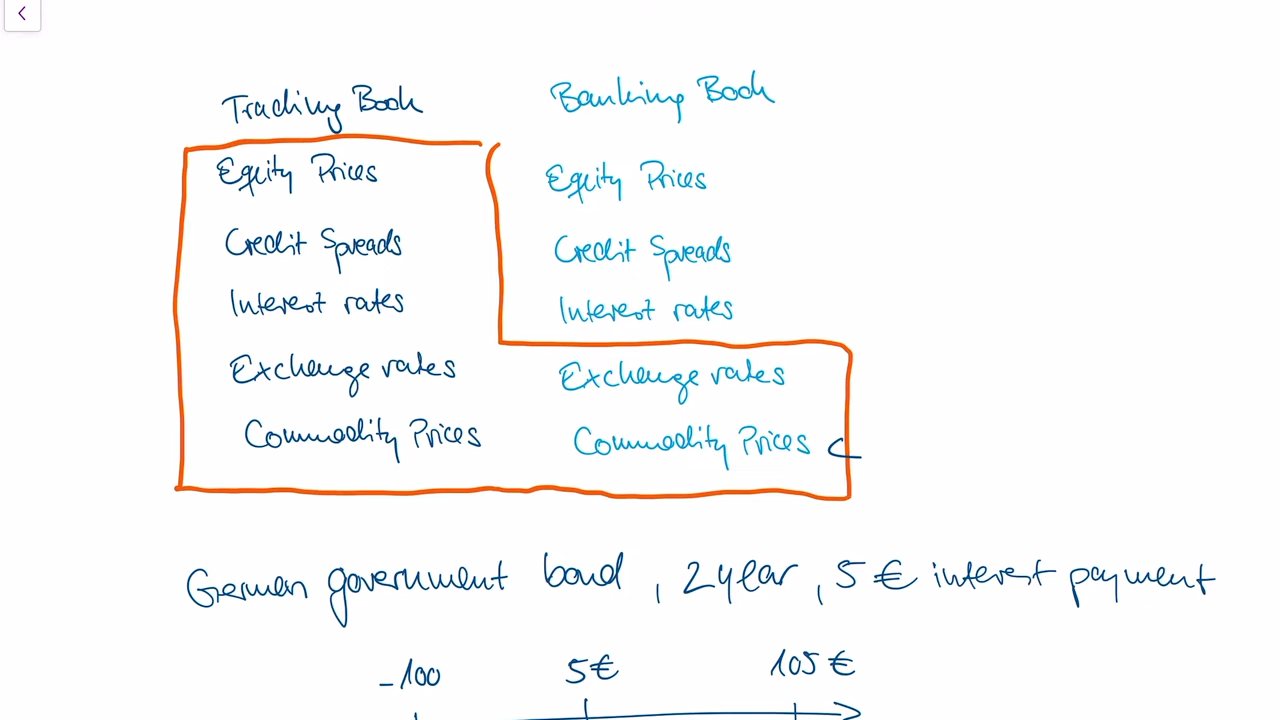 Trading Book Banking Book
Equity Prices Equity Prices
Credit Spreads Credit Spreads
Interest rates Interest rates
Exchange rates Exchange rates
Commodity Prices Commodity Prices
German government bond, 2 year, 5 € interest payment
-100 5€ 105 €